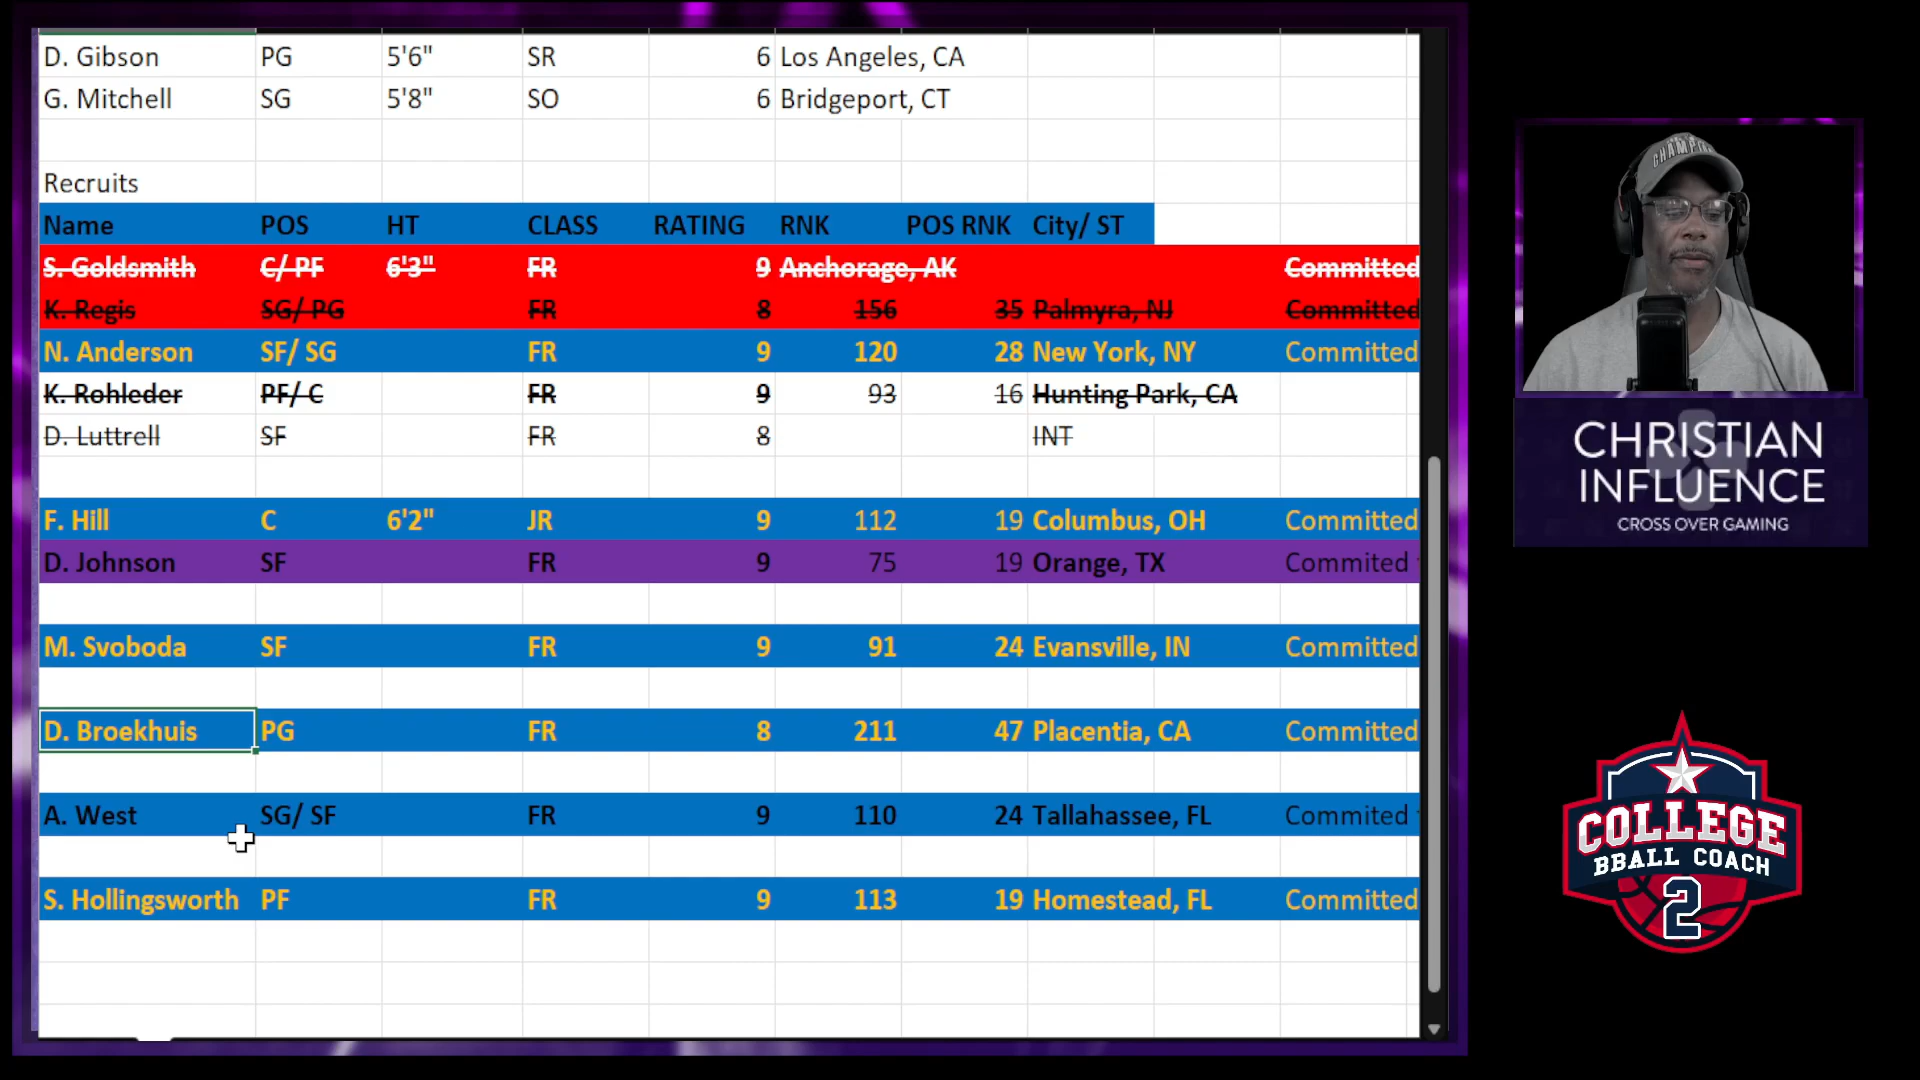 D. Gibson PG 5'6" SR 6 Los Angeles, CA
G. Mitchell SG 5'8" SO 6 Bridgeport, CT
Recruits
Name POS HT CLASS RATING RNK POS RNK City/ ST
S. Goldsmith C/ PF 6'3" FR 9 Anchorage, AK Committed
K. Regis SG/ PG FR 8 156 35 Palmyra, NJ Committed
N. Anderson SF/ SG FR 9 120 28 New York, NY Committed
K. Rohleder PF/ C FR 9 93 16 Hunting Park, CA
D. Luttrell SF FR 8 INT
F. Hill C 6'2" JR 9 112 19 Columbus, OH Committed
D. Johnson SF FR 9 75 19 Orange, TX Commited
M. Svoboda SF FR 9 91 24 Evansville, IN Committed
D. Broekhuis PG FR 8 211 47 Placentia, CA Committed
A. West SG/ SF FR 9 110 24 Tallahassee, FL Commited
S. Hollingsworth PF FR 9 113 19 Homestead, FL Committed
CHRISTIAN
INFLUENCE
CROSS OVER GAMING
COLLEGE
BBALL COACH
2